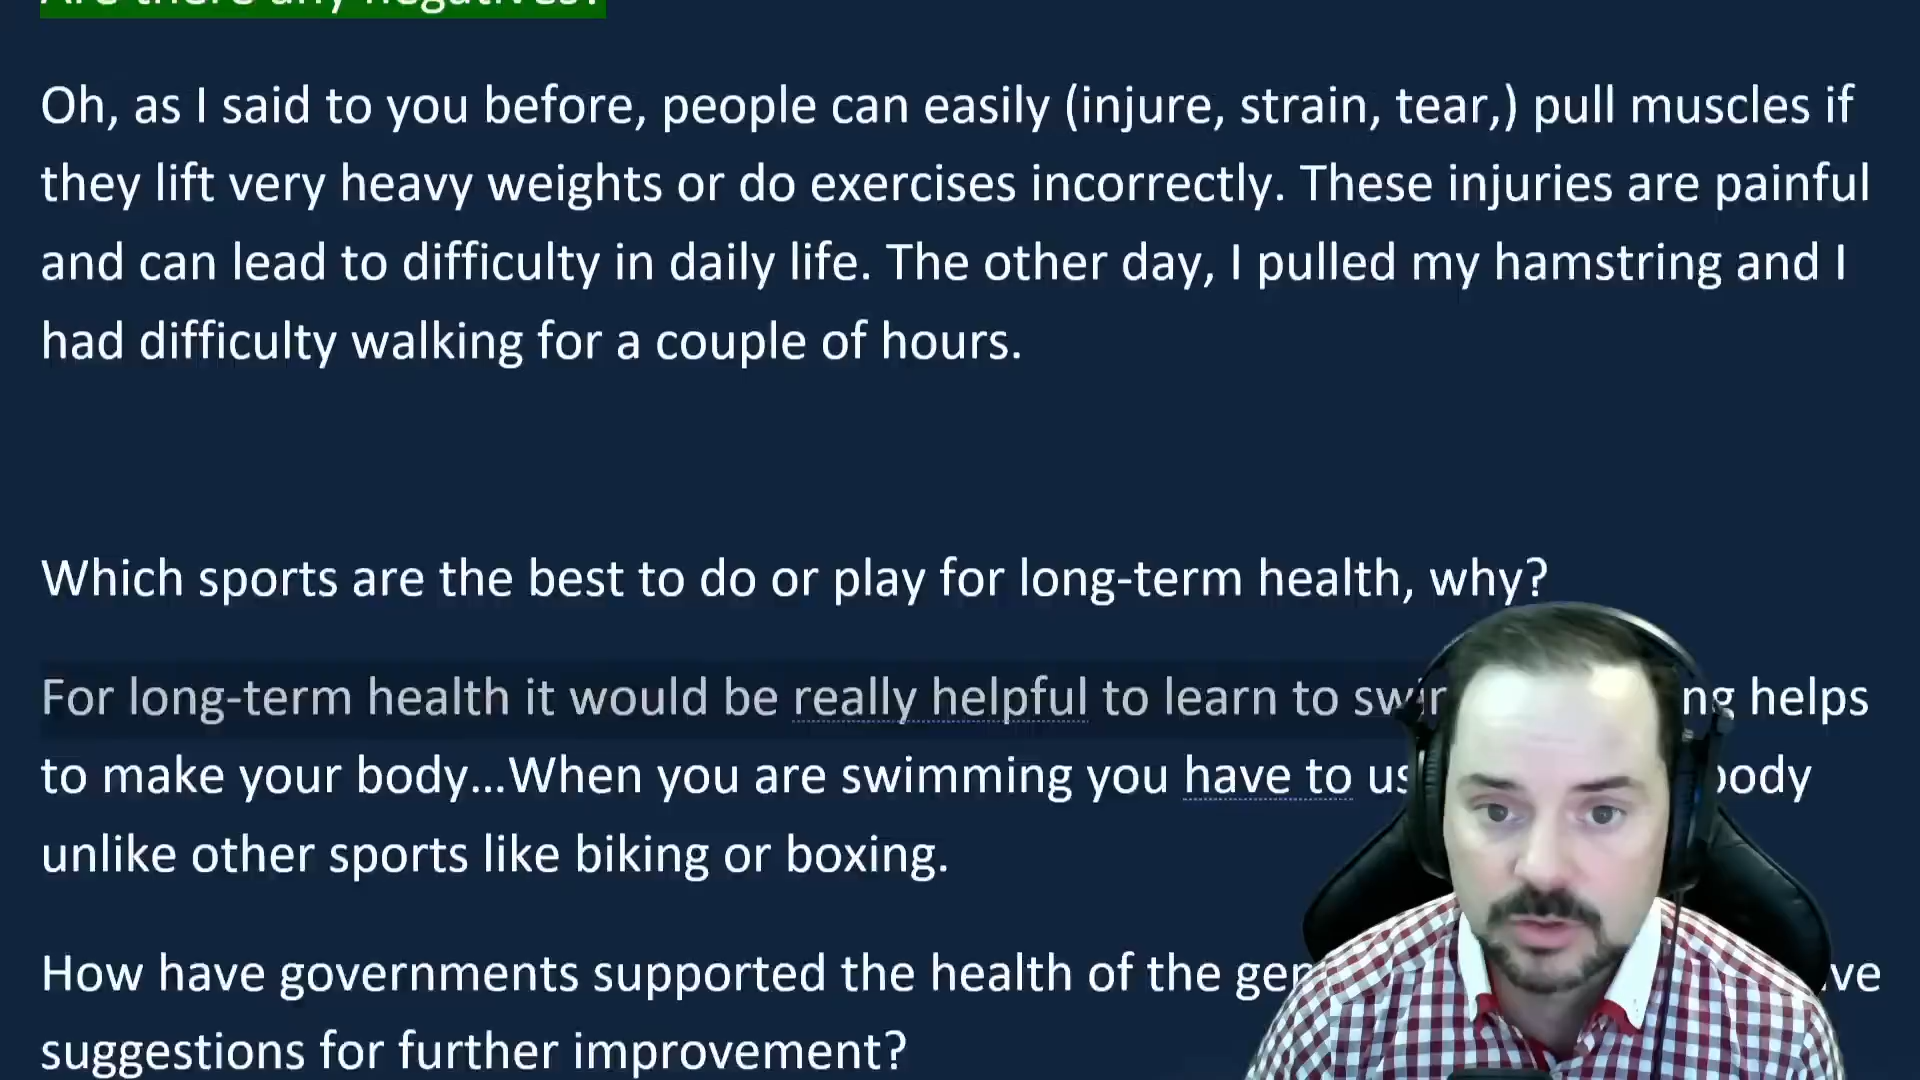 Are there any negatives?
Oh, as I said to you before, people can easily (injure, strain, tear,) pull muscles if
they lift very heavy weights or do exercises incorrectly. These injuries are painful
and can lead to difficulty in daily life. The other day, I pulled my hamstring and I
had difficulty walking for a couple of hours.
Which sports are the best to do or play for long-term health, why?
For long-term health it would be really helpful to learn to helps
to make your body...When you are swimming you have to body
unlike other sports like biking or boxing.
How have governments supported the health of the
suggestions for further improvement?